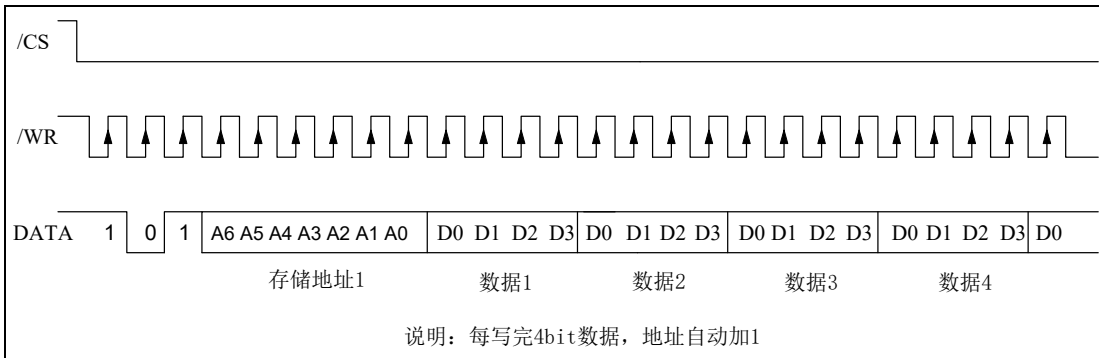 /CS
/WR
DATA 1 0 1 A6 A5 A4 A3 A2 A1 A0 D0 D1 D2 D3 D0 D1 D2 D3 D0 D1 D2 D3 D0 D1 D2 D3 D0
存储地址1 数据1 数据2 数据3 数据4
说明：每写完4bit数据，地址自动加1